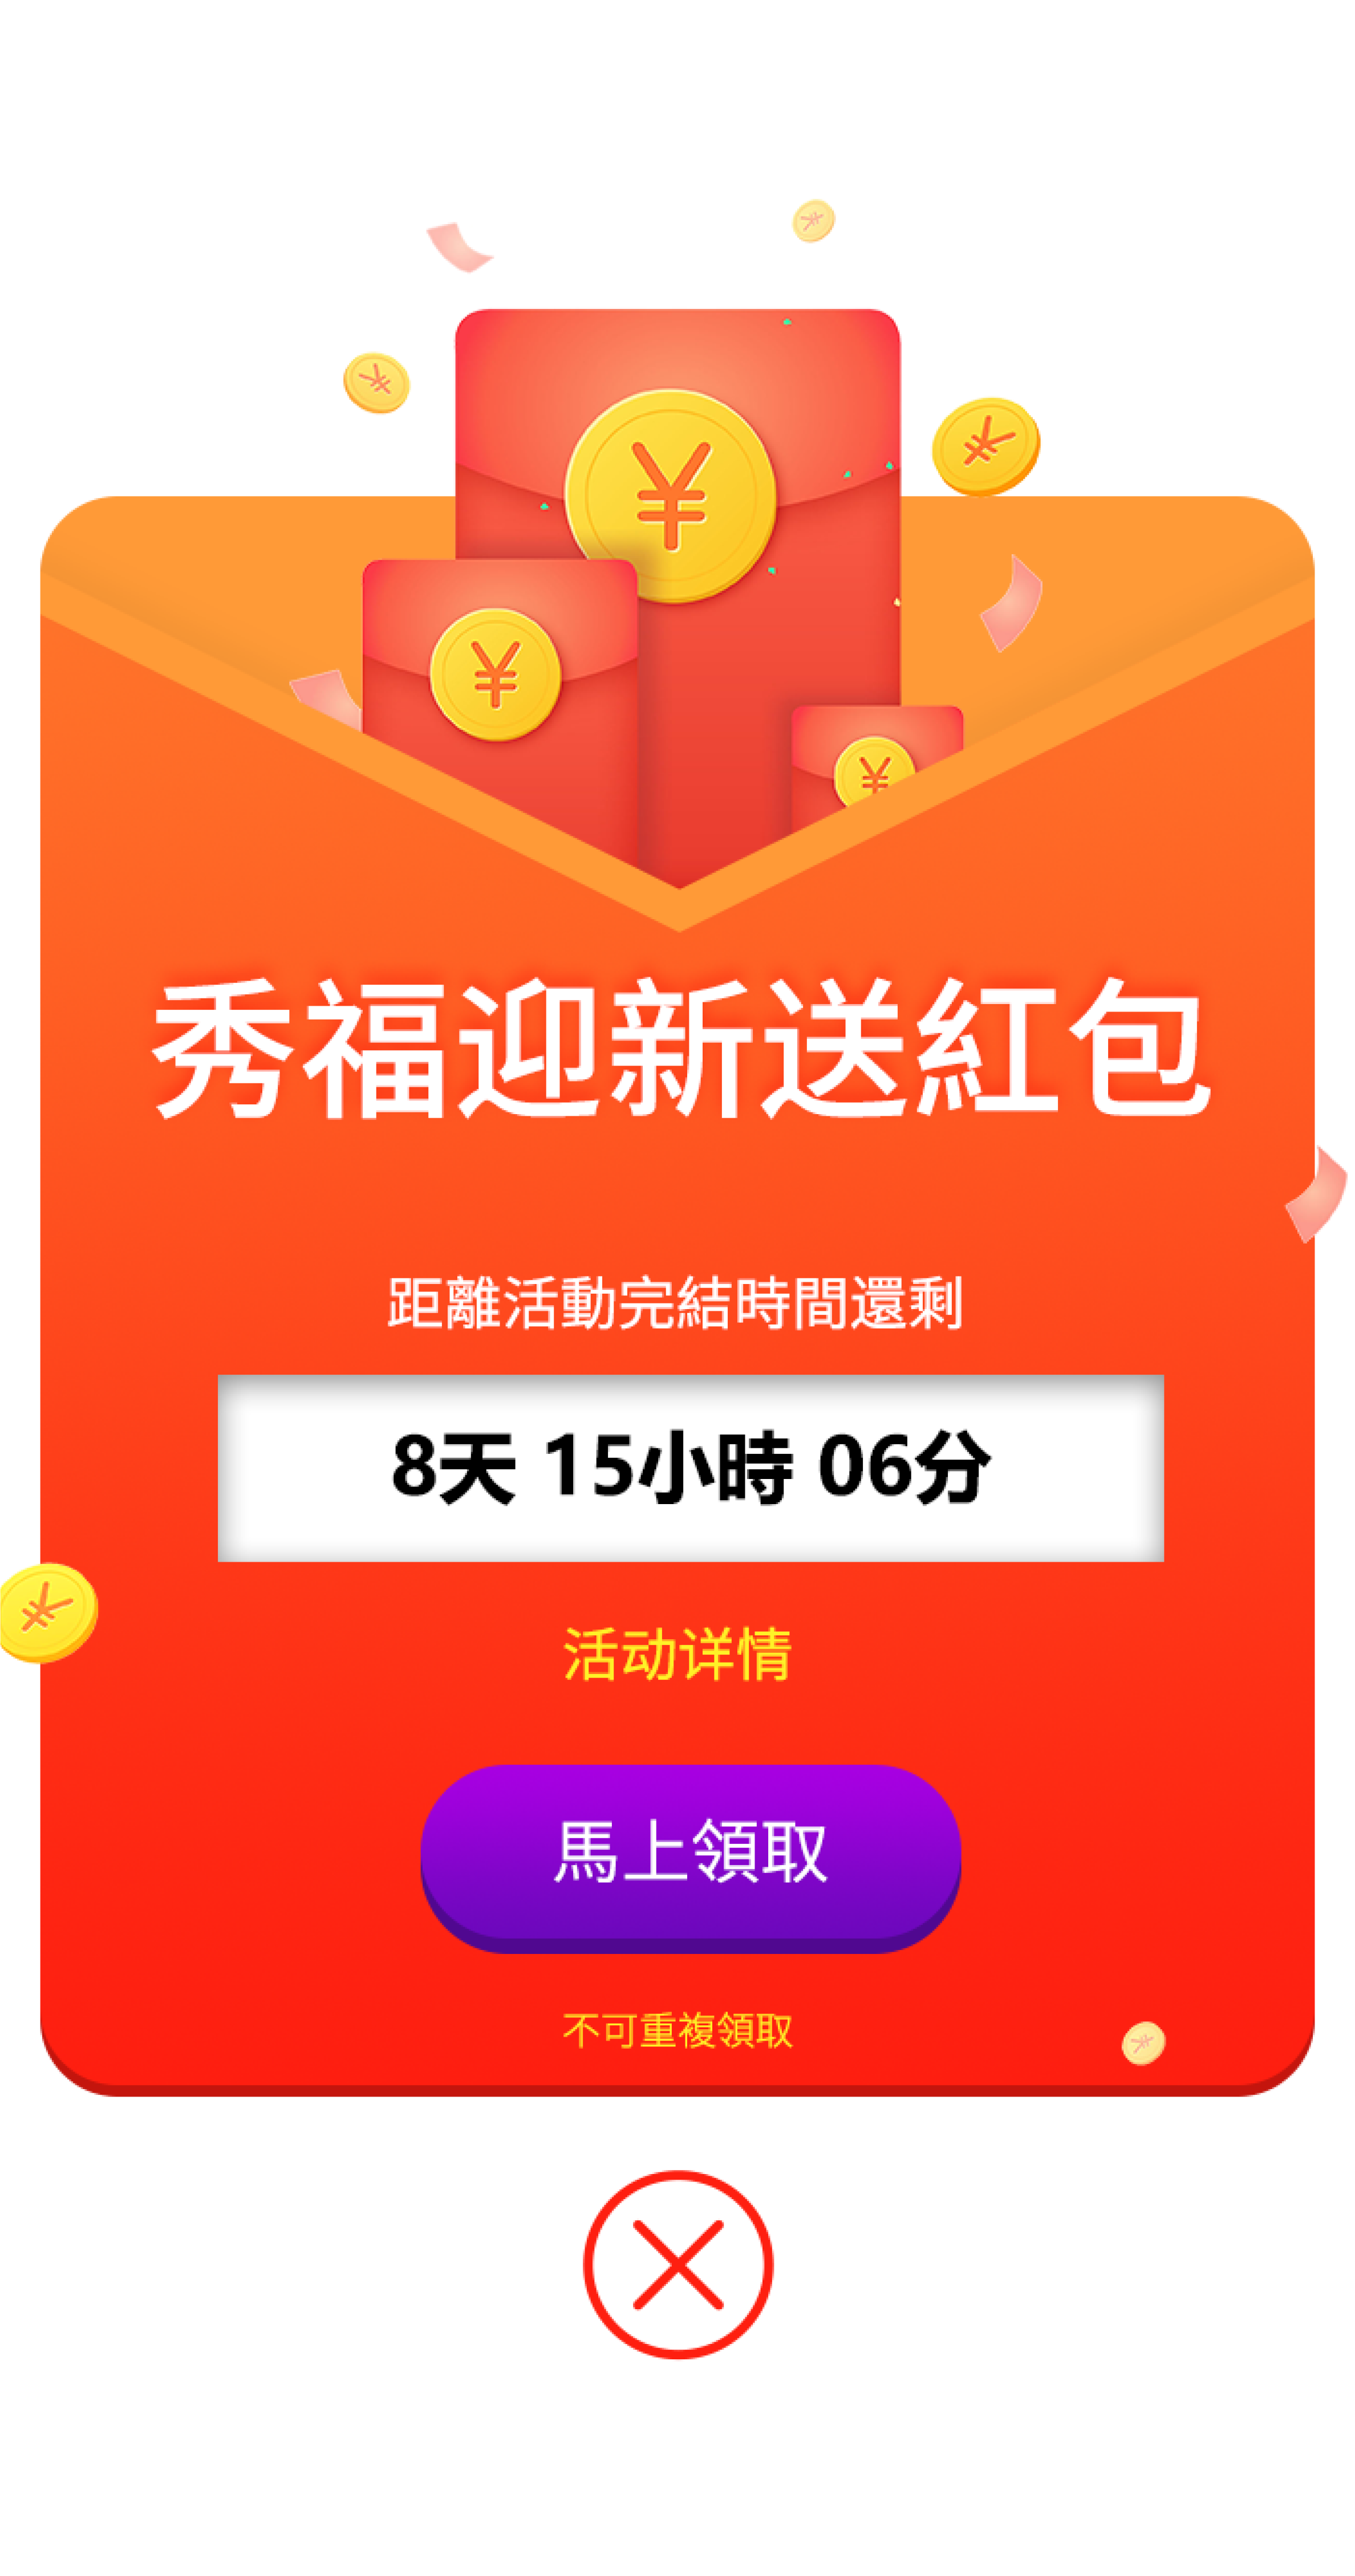 ¥
¥
¥
秀福迎新送紅包
距離活動完結時間還剩
8天 15小時 06分
活动详情
馬上領取
不可重複領取